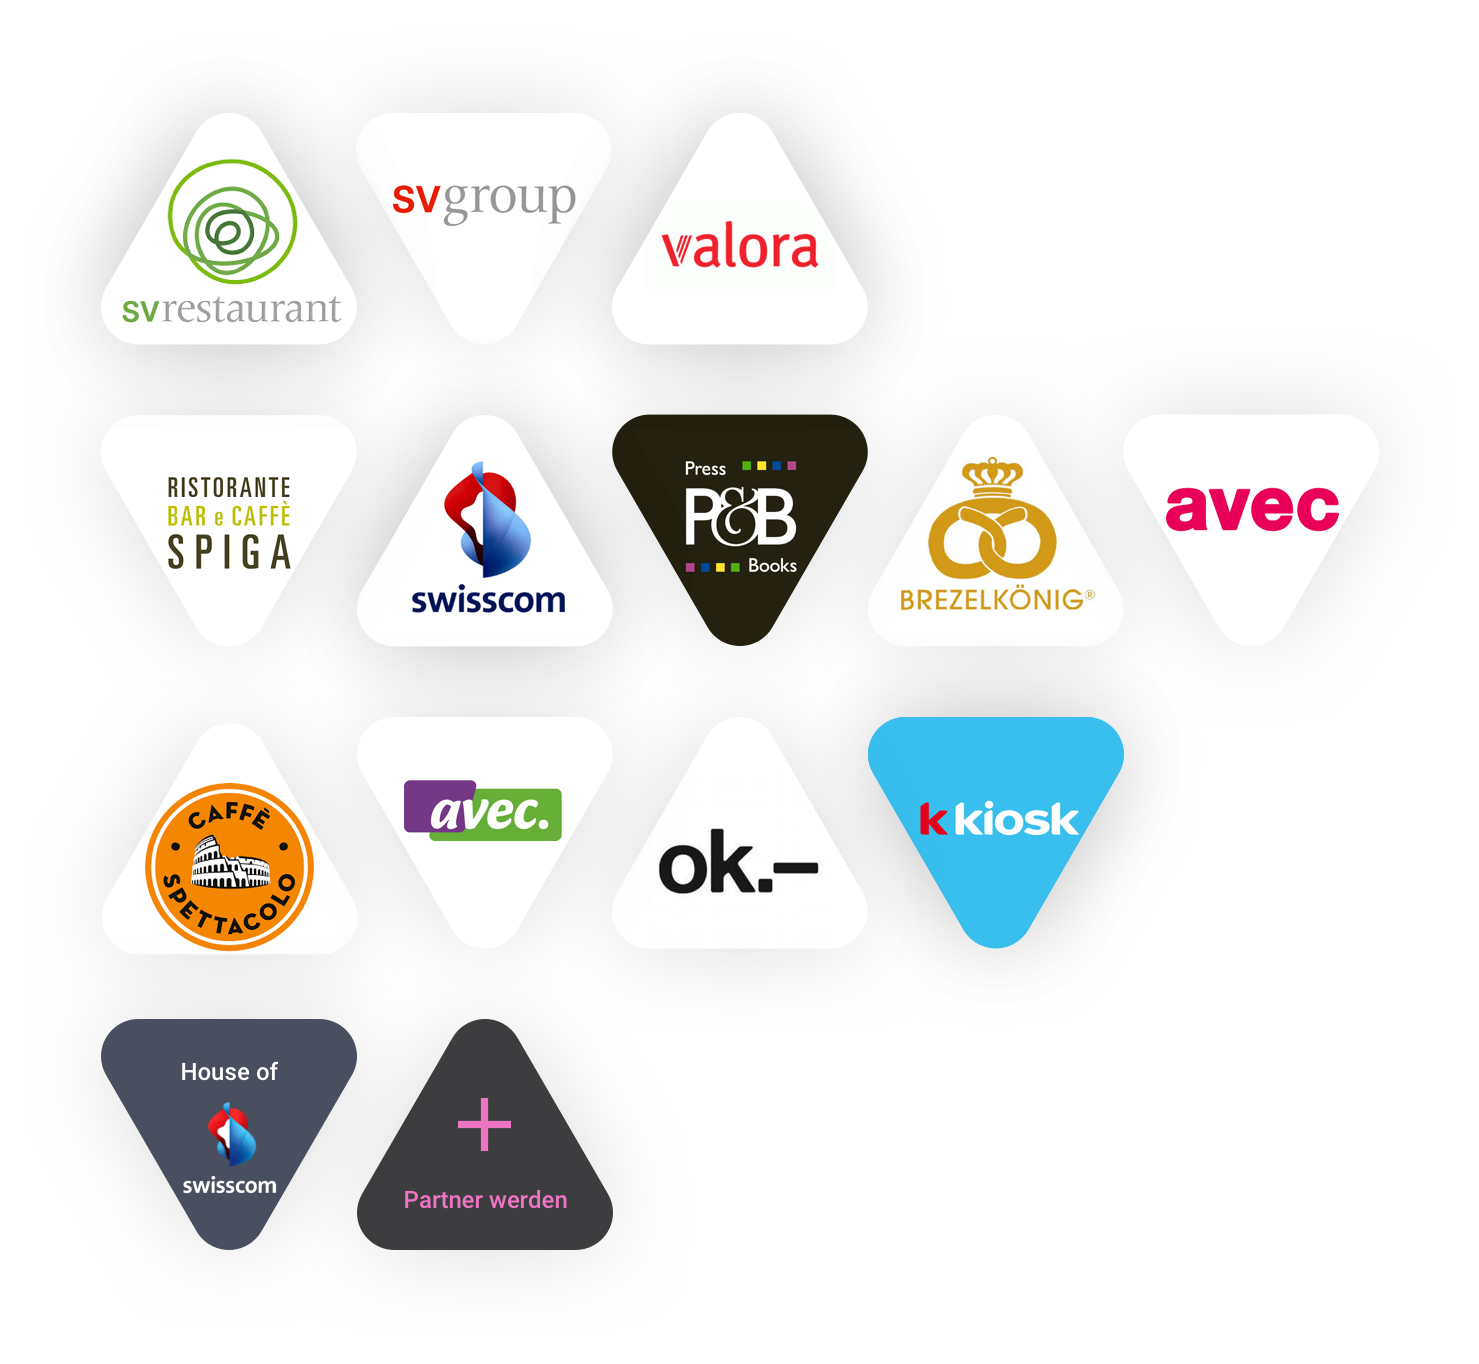 svrestaurant
svgroup
valora
RISTORANTE
BAR e CAFFÈ
SPIGA
swisscom
Press
P&B
Books
BREZELKÖNIG®
avec
CAFFÈ
SPETTACOLO
avec.
ok.–
k kiosk
House of
swisscom
+
Partner werden